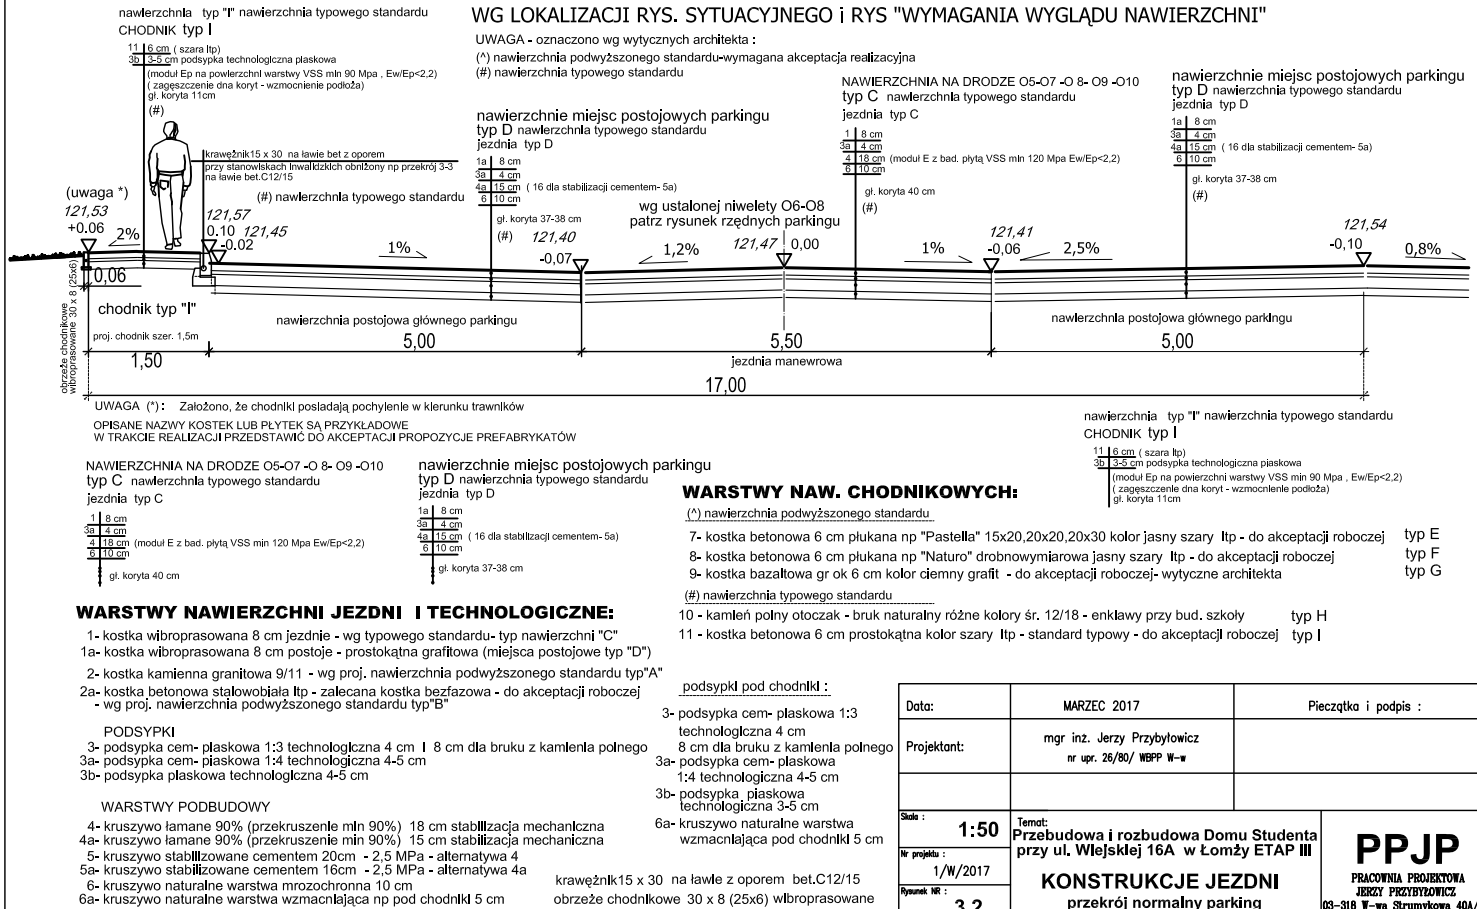 nawierzchnia typ "I" nawierzchnia typowego standardu
CHODNIK typ I
11 6 cm ( szara ltp)
3b 3-5 cm podsypka technologiczna piaskowa
(moduł Ep na powierzchni warstwy VSS min 90 Mpa , Ew/Ep<2,2)
( zagęszczenie dna koryt - wzmocnienie podłoża)
gł. koryta 11cm
(#)
WG LOKALIZACJI RYS. SYTUACYJNEGO i RYS "WYMAGANIA WYGLĄDU NAWIERZCHNI"
UWAGA - oznaczono wg wytycznych architekta :
(^) nawierzchnia podwyższonego standardu-wymagana akceptacja realizacyjna
(#) nawierzchnia typowego standardu
nawierzchnie miejsc postojowych parkingu
typ D nawierzchnia typowego standardu
jezdnia typ D
1a 8 cm
3a 4 cm
4a 15 cm ( 16 dla stabilizacji cementem- 5a)
6 10 cm
gł. koryta 37-38 cm
(#)
NAWIERZCHNIA NA DRODZE O5-O7 -O 8- O9 -O10
typ C nawierzchnia typowego standardu
jezdnia typ C
1 8 cm
3a 4 cm
4 18 cm (moduł E z bad. płytą VSS min 120 Mpa Ew/Ep<2,2)
6 10 cm
gł. koryta 40 cm
(#)
nawierzchnie miejsc postojowych parkingu
typ D nawierzchnia typowego standardu
jezdnia typ D
1a 8 cm
3a 4 cm
4a 15 cm ( 16 dla stabilizacji cementem- 5a)
6 10 cm
gł. koryta 37-38 cm
(#)
krawężnik15 x 30 na ławie bet z oporem
przy stanowiskach inwalidzkich obniżony np przekrój 3-3
na ławie bet.C12/15
(#) nawierzchnia typowego standardu
(uwaga *)
121,53
+0.06
2%
121,57
0.10
121,45
-0.02
1%
121,40
-0,07
1,2%
wg ustalonej niwelety O6-O8
patrz rysunek rzędnych parkingu
121,47
0,00
1%
121,41
-0,06
2,5%
121,54
-0,10
0,8%
0,06
obrzeże chodnikowe
wibroprasowane 30 x 8 (25x6)
chodnik typ "I"
proj. chodnik szer. 1,5m
nawierzchnia postojowa głównego parkingu
nawierzchnia postojowa głównego parkingu
1,50
5,00
5,50
jezdnia manewrowa
5,00
17,00
UWAGA (*) : Założono, że chodniki posiadają pochylenie w kierunku trawników
OPISANE NAZWY KOSTEK LUB PŁYTEK SĄ PRZYKŁADOWE
W TRAKCIE REALIZACJI PRZEDSTAWIĆ DO AKCEPTACJI PROPOZYCJE PREFABRYKATÓW
NAWIERZCHNIA NA DRODZE O5-O7 -O 8- O9 -O10
typ C nawierzchnia typowego standardu
jezdnia typ C
1 8 cm
3a 4 cm
4 18 cm (moduł E z bad. płytą VSS min 120 Mpa Ew/Ep<2,2)
6 10 cm
gł. koryta 40 cm
nawierzchnie miejsc postojowych parkingu
typ D nawierzchnia typowego standardu
jezdnia typ D
1a 8 cm
3a 4 cm
4a 15 cm ( 16 dla stabilizacji cementem- 5a)
6 10 cm
gł. koryta 37-38 cm
nawierzchnia typ "I" nawierzchnia typowego standardu
CHODNIK typ I
11 6 cm ( szara ltp)
3b 3-5 cm podsypka technologiczna piaskowa
(moduł Ep na powierzchni warstwy VSS min 90 Mpa , Ew/Ep<2,2)
( zagęszczenie dna koryt - wzmocnienie podłoża)
gł. koryta 11cm
WARSTWY NAW. CHODNIKOWYCH:
(^) nawierzchnia podwyższonego standardu
7- kostka betonowa 6 cm płukana np "Pastella" 15x20,20x20,20x30 kolor jasny szary ltp - do akceptacji roboczej typ E
8- kostka betonowa 6 cm płukana np "Naturo" drobnowymiarowa jasny szary ltp - do akceptacji roboczej typ F
9- kostka bazaltowa gr ok 6 cm kolor ciemny grafit - do akceptacji roboczej- wytyczne architekta typ G
(#) nawierzchnia typowego standardu
10 - kamień polny otoczak - bruk naturalny różne kolory śr. 12/18 - enklawy przy bud. szkoły typ H
11 - kostka betonowa 6 cm prostokątna kolor szary ltp - standard typowy - do akceptacji roboczej typ I
WARSTWY NAWIERZCHNI JEZDNI I TECHNOLOGICZNE:
1- kostka wibroprasowana 8 cm jezdnie - wg typowego standardu- typ nawierzchni "C"
1a- kostka wibroprasowana 8 cm postoje - prostokątna grafitowa (miejsca postojowe typ "D")
2- kostka kamienna granitowa 9/11 - wg proj. nawierzchnia podwyższonego standardu typ"A"
2a- kostka betonowa stalowobiała ltp - zalecana kostka bezfazowa - do akceptacji roboczej
- wg proj. nawierzchnia podwyższonego standardu typ"B"
PODSYPKI
3- podsypka cem- piaskowa 1:3 technologiczna 4 cm I 8 cm dla bruku z kamienia polnego
3a- podsypka cem- piaskowa 1:4 technologiczna 4-5 cm
3b- podsypka piaskowa technologiczna 4-5 cm
WARSTWY PODBUDOWY
4- kruszywo łamane 90% (przekruszenie min 90%) 18 cm stabilizacja mechaniczna
4a- kruszywo łamane 90% (przekruszenie min 90%) 15 cm stabilizacja mechaniczna
5- kruszywo stabilizowane cementem 20cm - 2,5 MPa - alternatywa 4
5a- kruszywo stabilizowane cementem 16cm - 2,5 MPa - alternatywa 4a
6- kruszywo naturalne warstwa mrozochronna 10 cm
6a- kruszywo naturalne warstwa wzmacniająca np pod chodniki 5 cm
podsypki pod chodniki :
3- podsypka cem- piaskowa 1:3
technologiczna 4 cm
8 cm dla bruku z kamienia polnego
3a- podsypka cem- piaskowa
1:4 technologiczna 4-5 cm
3b- podsypka piaskowa
technologiczna 3-5 cm
6a- kruszywo naturalne warstwa
wzmacniająca pod chodniki 5 cm
krawężnik15 x 30 na ławie z oporem bet.C12/15
obrzeże chodnikowe 30 x 8 (25x6) wibroprasowane
Data: MARZEC 2017 Pieczątka i podpis :
Projektant: mgr inż. Jerzy Przybyłowicz
nr upr. 26/80/ WBPP W-w
Skala : 1:50
Nr projektu :
1/W/2017
Rysunek NR :
3.2
Temat:
Przebudowa i rozbudowa Domu Studenta
przy ul. Wiejskiej 16A w Łomży ETAP III
KONSTRUKCJE JEZDNI
przekrój normalny parking
PPJP
PRACOWNIA PROJEKTOWA
JERZY PRZYBYŁOWICZ
03-318 W-wa Strumykowa 40A/